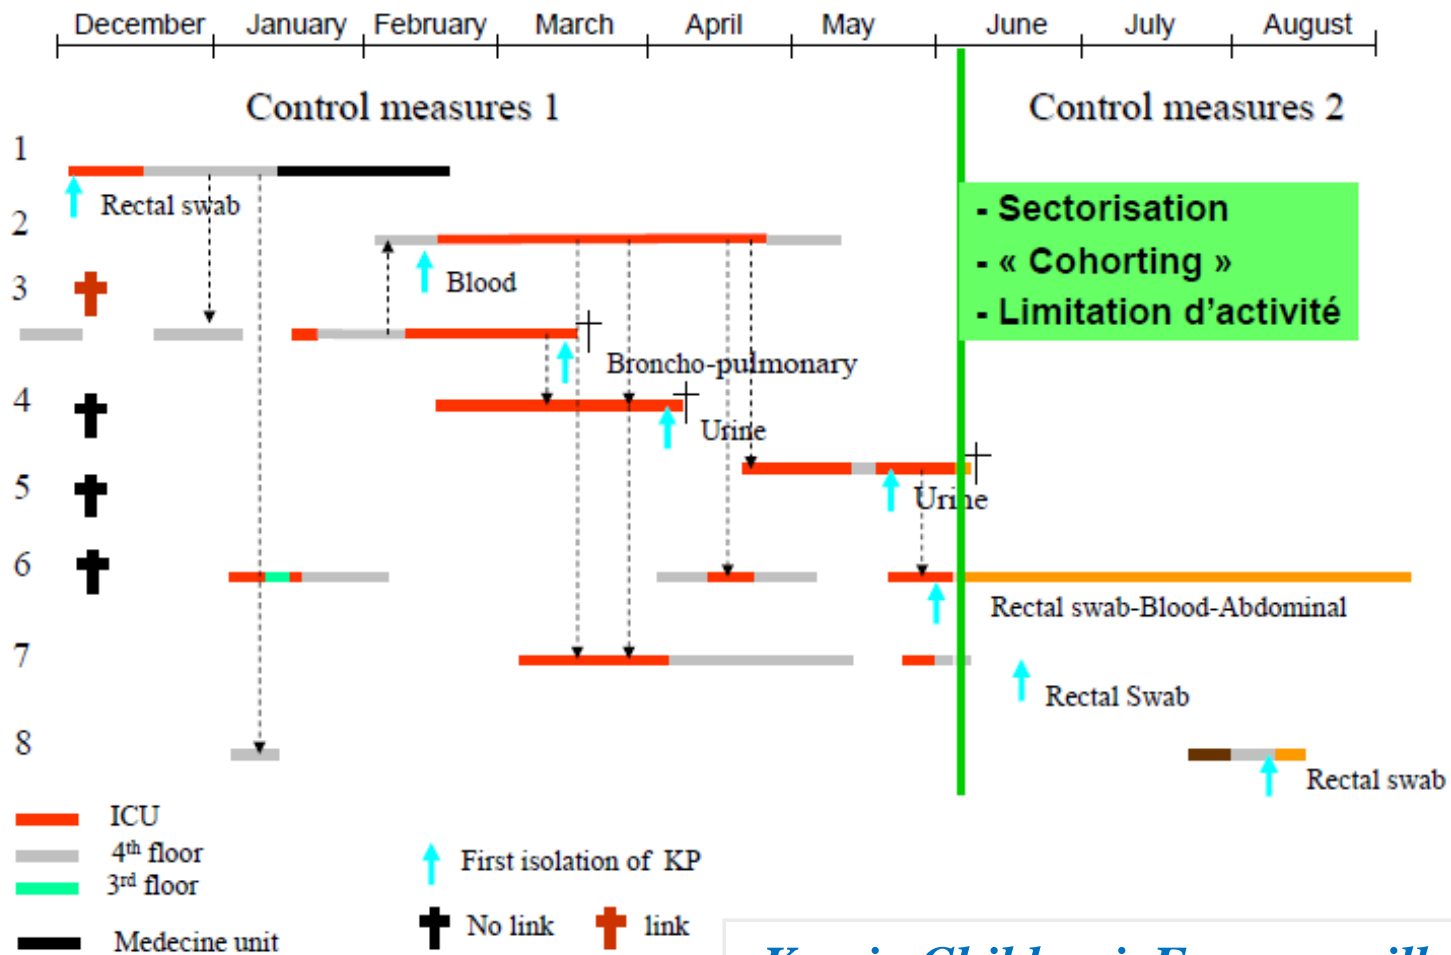 December January February March April May June July August
Control measures 1
Control measures 2
1
Rectal swab
- Sectorisation
- « Cohorting »
- Limitation d’activité
2
Blood
3
Broncho-pulmonary
4
Urine
5
Urine
6
Rectal swab-Blood-Abdominal
7
Rectal Swab
8
Rectal swab
ICU
4th floor
3rd floor
Medecine unit
First isolation of KP
No link
link